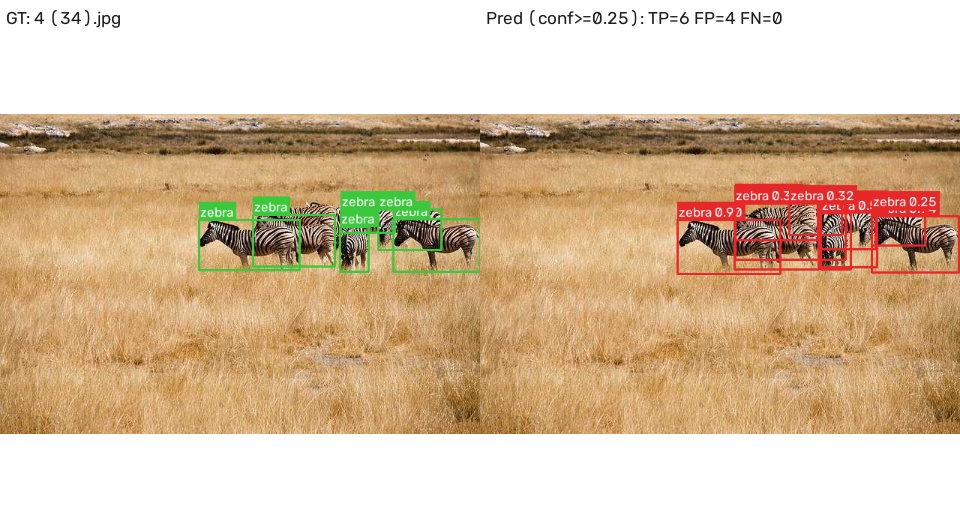 GT: 4 (34).jpg
Pred (conf>=0.25): TP=6 FP=4 FN=0
zebra zebra
zebra
zebra
zebra
zebra
zebra
zebra 0.32
zebra 0.25
zebra 0.90